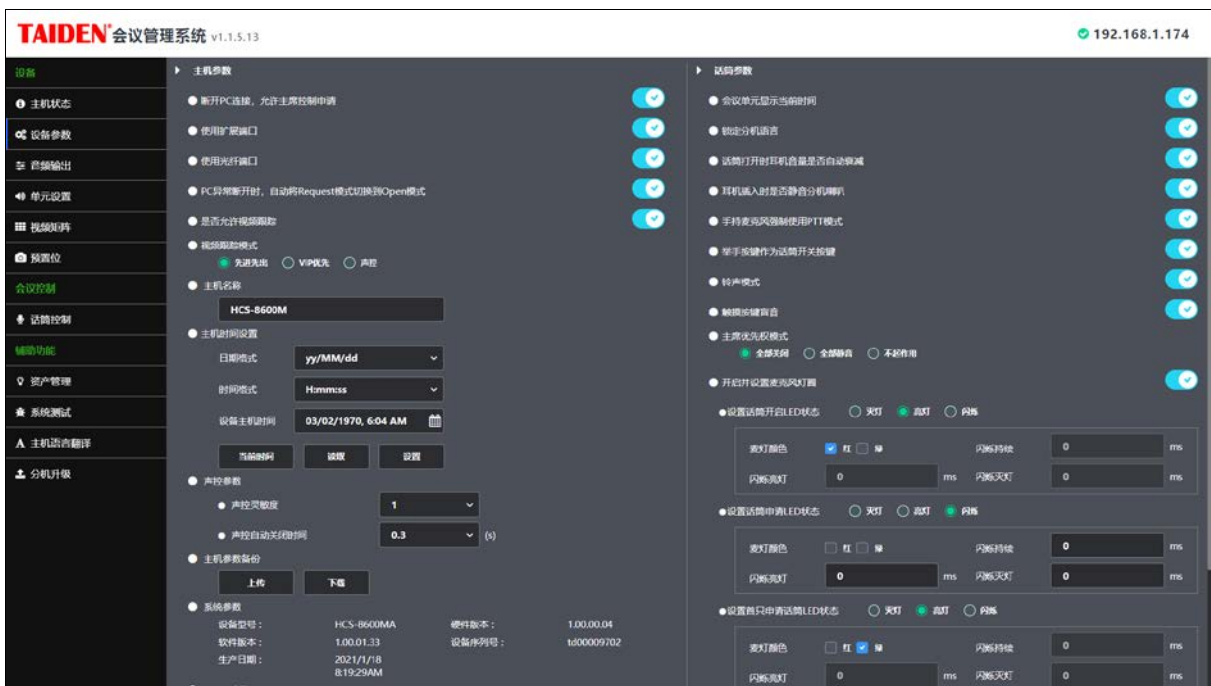 TAIDEN 会议管理系统 v1.1.5.13
192.168.1.174
设备
主机状态
设备参数
音频输出
单元设置
视频矩阵
预置位
会议控制
话筒控制
辅助功能
资产管理
系统测试
主机语言翻译
分机升级
主机参数
断开PC连接，允许主席控制申请
使用扩展端口
使用光纤端口
PC异常断开时，自动将Request模式切换到Open模式
是否允许视频跟踪
视频跟踪模式
先进先出 VIP优先 声控
主机名称
HCS-8600M
主机时间设置
日期格式 yy/MM/dd
时间格式 H:mm:ss
设备主机时间 03/02/1970, 6:04 AM
当前时间 读取 设置
声控参数
声控灵敏度 1
声控自动关闭时间 0.3 (s)
主机参数备份
上传 下载
系统参数
设备型号： HCS-8600MA 硬件版本： 1.00.00.04
软件版本： 1.00.01.33 设备序列号： td00009702
生产日期： 2021/1/18
8:19:29AM
话筒参数
会议单元显示当前时间
锁定分机语言
话筒打开时耳机音量是否自动衰减
耳机插入时是否静音分机喇叭
手持麦克风强制使用PTT模式
举手按键作为话筒开关按键
铃声模式
触摸按键盲音
主席优先权模式
全部关闭 全部静音 不起作用
开启并设置麦克风灯圈
设置话筒开启LED状态 灭灯 亮灯 闪烁
麦灯颜色 红 绿 闪烁持续 0 ms
闪烁亮灯 0 ms 闪烁灭灯 0 ms
设置话筒申请LED状态 灭灯 亮灯 闪烁
麦灯颜色 红 绿 闪烁持续 0 ms
闪烁亮灯 0 ms 闪烁灭灯 0 ms
设置首只申请话筒LED状态 灭灯 亮灯 闪烁
麦灯颜色 红 绿 闪烁持续 0 ms
闪烁亮灯 0 ms 闪烁灭灯 0 ms